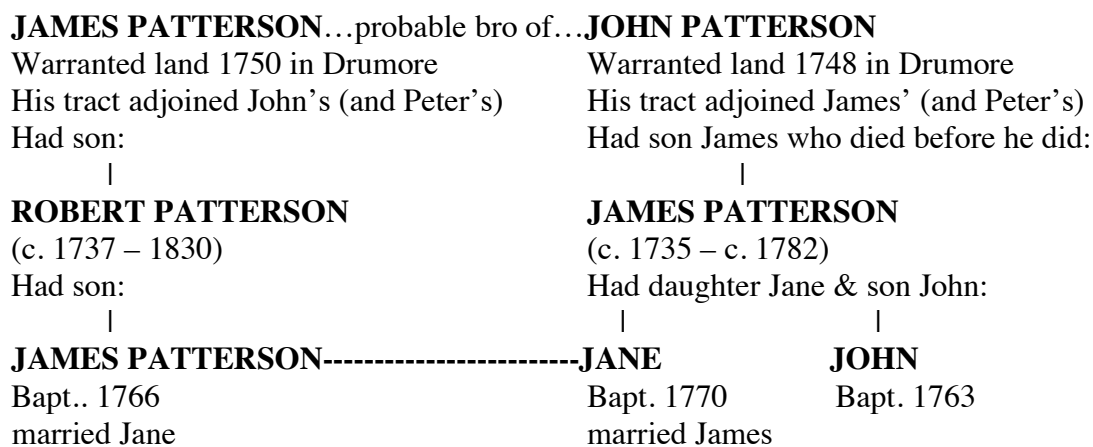 JAMES PATTERSON…probable bro of…JOHN PATTERSON
Warranted land 1750 in Drumore Warranted land 1748 in Drumore
His tract adjoined John's (and Peter's) His tract adjoined James' (and Peter's)
Had son: Had son James who died before he did:
| |
ROBERT PATTERSON JAMES PATTERSON
(c. 1737 – 1830) (c. 1735 – c. 1782)
Had son: Had daughter Jane & son John:
| | |
JAMES PATTERSON-------------------------JANE JOHN
Bapt.. 1766 Bapt. 1770 Bapt. 1763
married Jane married James